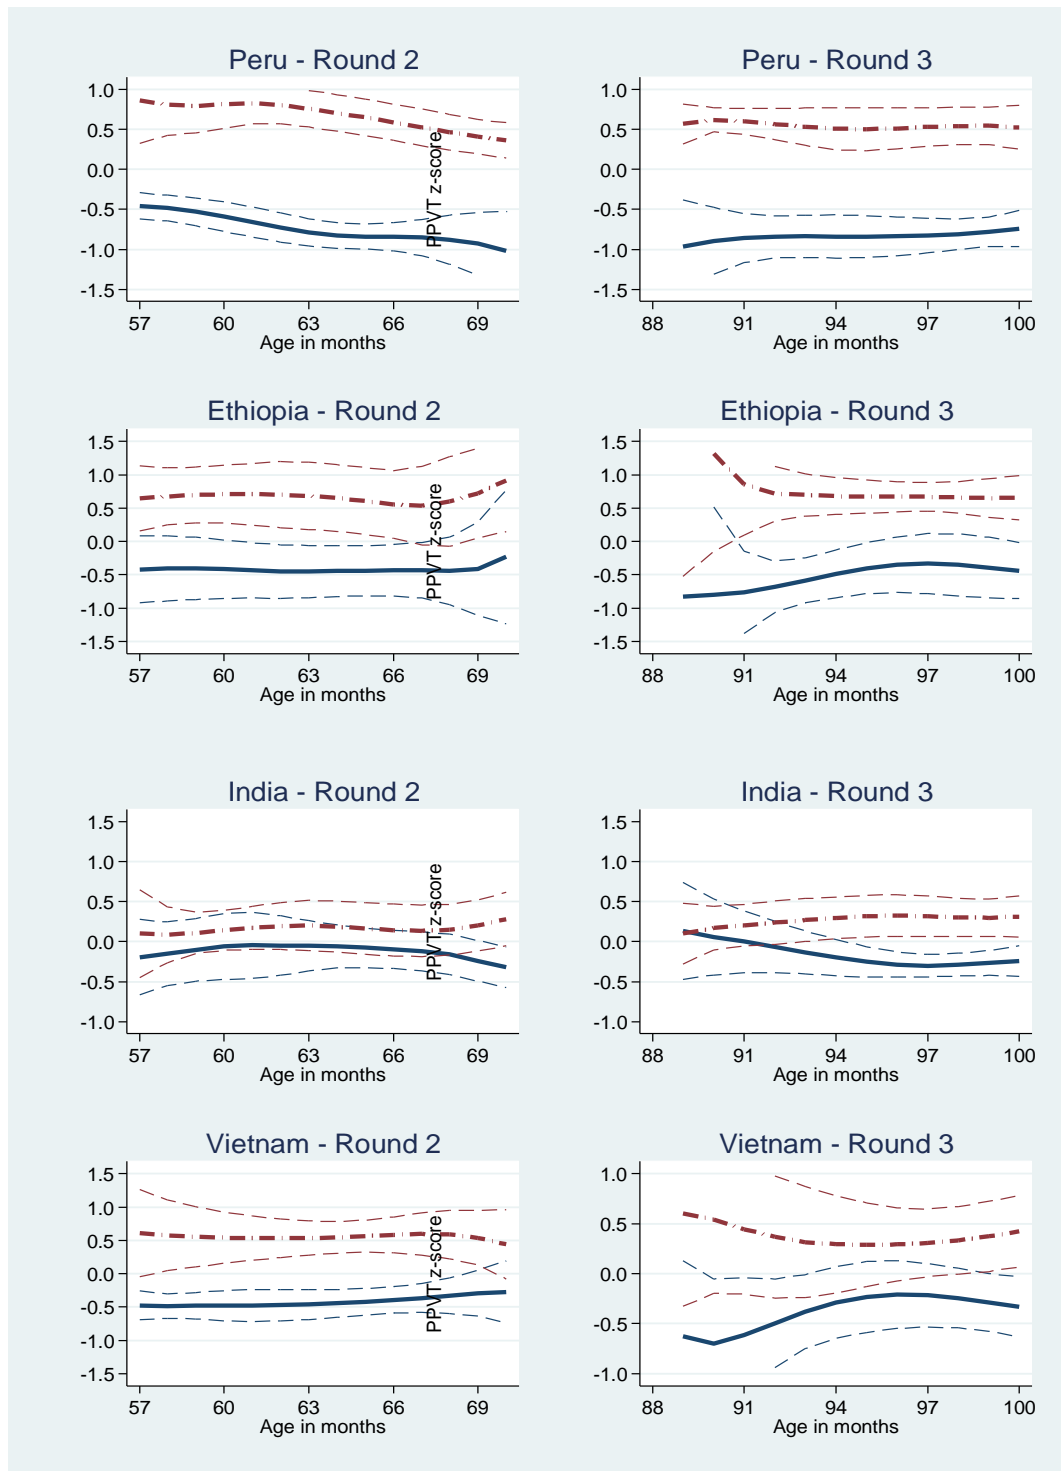 Peru - Round 2
1.0
0.5
0.0
-0.5
-1.0
-1.5
57 60 63 66 69
Age in months
PPVT z-score
Peru - Round 3
1.0
0.5
0.0
-0.5
-1.0
-1.5
88 91 94 97 100
Age in months
Ethiopia - Round 2
1.5
1.0
0.5
0.0
-0.5
-1.0
-1.5
57 60 63 66 69
Age in months
PPVT z-score
Ethiopia - Round 3
1.5
1.0
0.5
0.0
-0.5
-1.0
-1.5
88 91 94 97 100
Age in months
India - Round 2
1.5
1.0
0.5
0.0
-0.5
-1.0
57 60 63 66 69
Age in months
PPVT z-score
India - Round 3
1.5
1.0
0.5
0.0
-0.5
-1.0
88 91 94 97 100
Age in months
Vietnam - Round 2
1.5
1.0
0.5
0.0
-0.5
-1.0
-1.5
57 60 63 66 69
Age in months
PPVT z-score
Vietnam - Round 3
1.0
0.5
0.0
-0.5
-1.0
88 91 94 97 100
Age in months